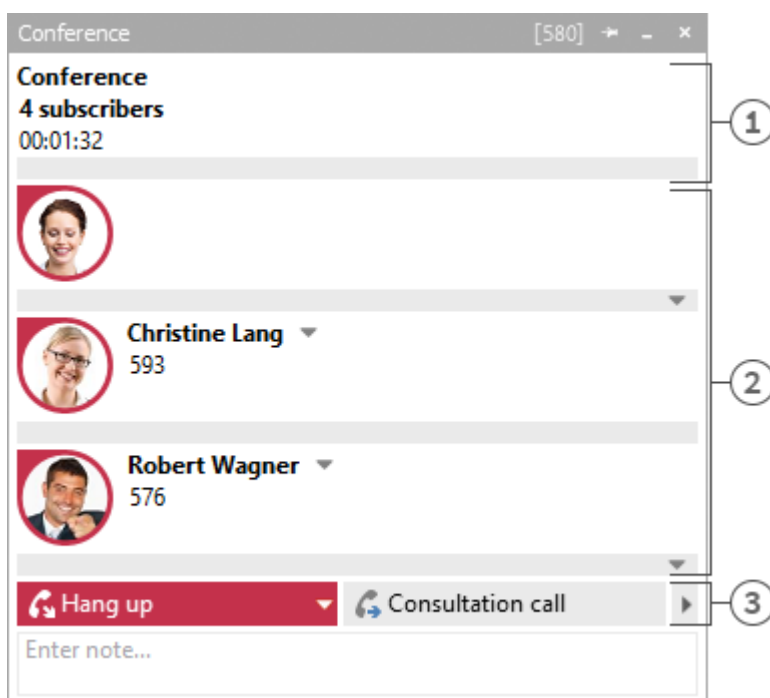 Conference [580]
Conference
4 subscribers
00:01:32
1
Christine Lang
593
2
Robert Wagner
576
Hang up Consultation call
3
Enter note...